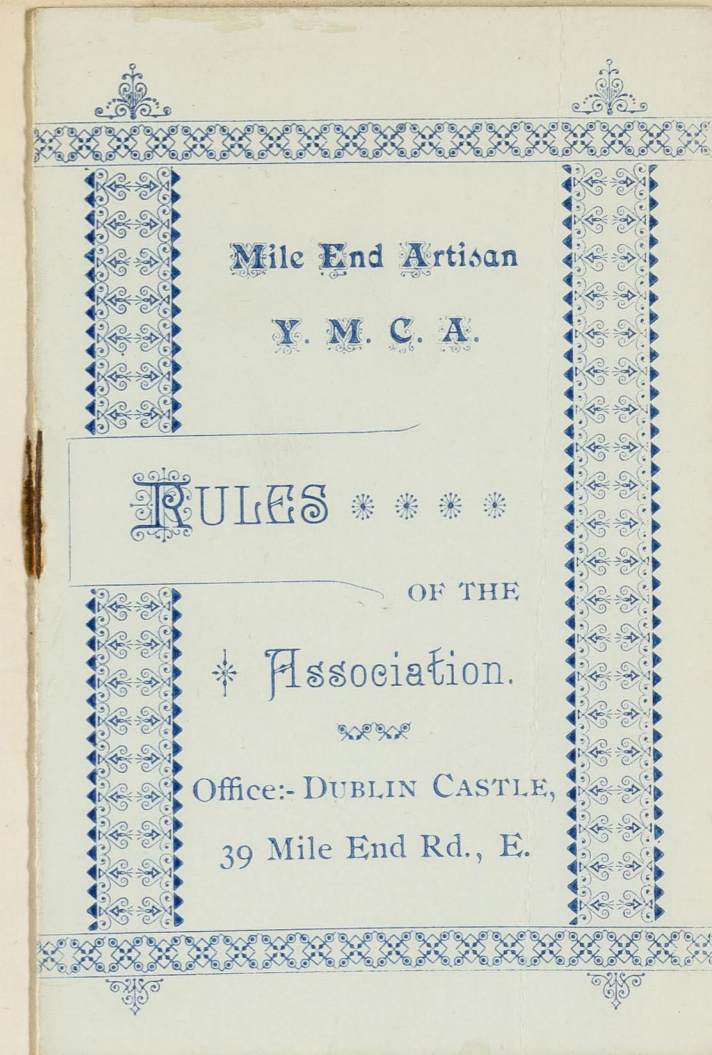 Mile End Artisan
Y. M. C. A.
RULES
OF THE
Association.
Office:- DUBLIN CASTLE,
39 Mile End Rd., E.